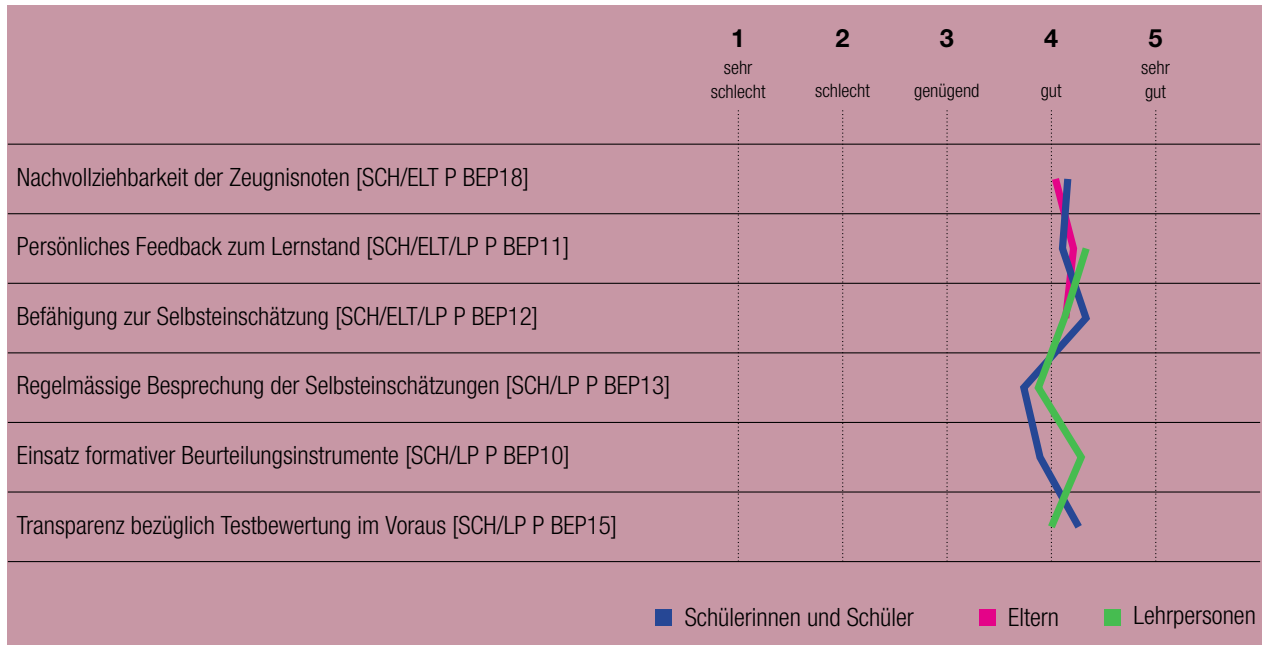 1 2 3 4 5
sehr schlecht schlecht genügend gut sehr gut
Nachvollziehbarkeit der Zeugnisnoten [SCH/ELT P BEP18]
Persönliches Feedback zum Lernstand [SCH/ELT/LP P BEP11]
Befähigung zur Selbsteinschätzung [SCH/ELT/LP P BEP12]
Regelmässige Besprechung der Selbsteinschätzungen [SCH/LP P BEP13]
Einsatz formativer Beurteilungsinstrumente [SCH/LP P BEP10]
Transparenz bezüglich Testbewertung im Voraus [SCH/LP P BEP15]
Schülerinnen und Schüler Eltern Lehrpersonen